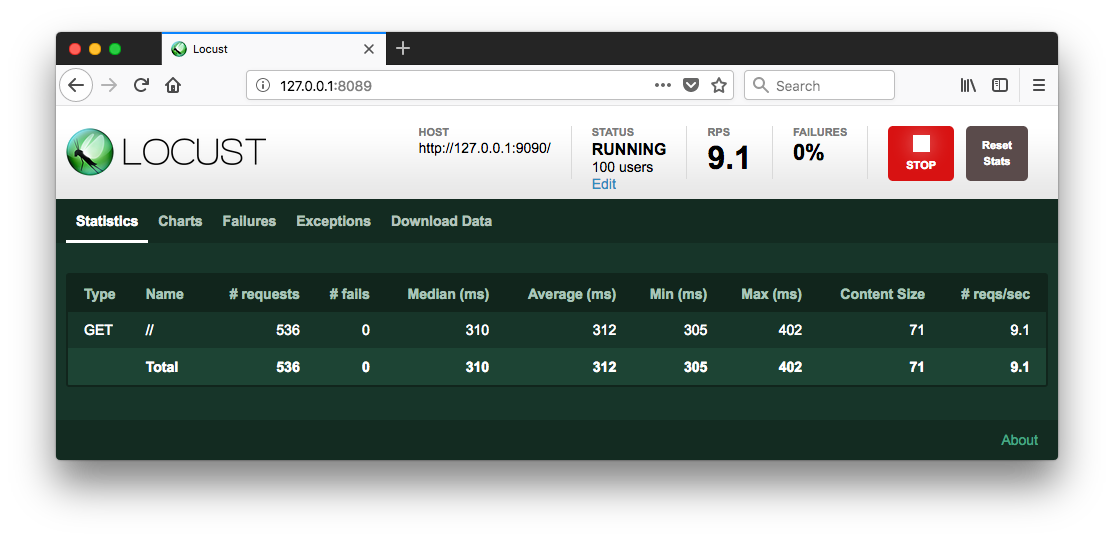 Locust
127.0.0.1:8089
Search
LOCUST
HOST
http://127.0.0.1:9090/
STATUS
RUNNING
100 users
Edit
RPS
9.1
FAILURES
0%
STOP
Reset
Stats
Statistics Charts Failures Exceptions Download Data
Type Name # requests # fails Median (ms) Average (ms) Min (ms) Max (ms) Content Size # reqs/sec
GET // 536 0 310 312 305 402 71 9.1
Total 536 0 310 312 305 402 71 9.1
About